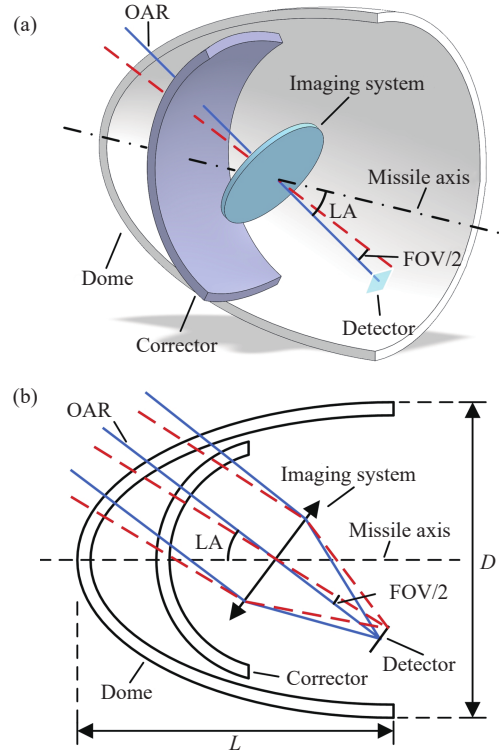 (a)
OAR
Imaging system
Missile axis
LA
FOV/2
Dome
Detector
Corrector
(b)
OAR
Imaging system
LA
Missile axis
D
FOV/2
Detector
Corrector
Dome
L